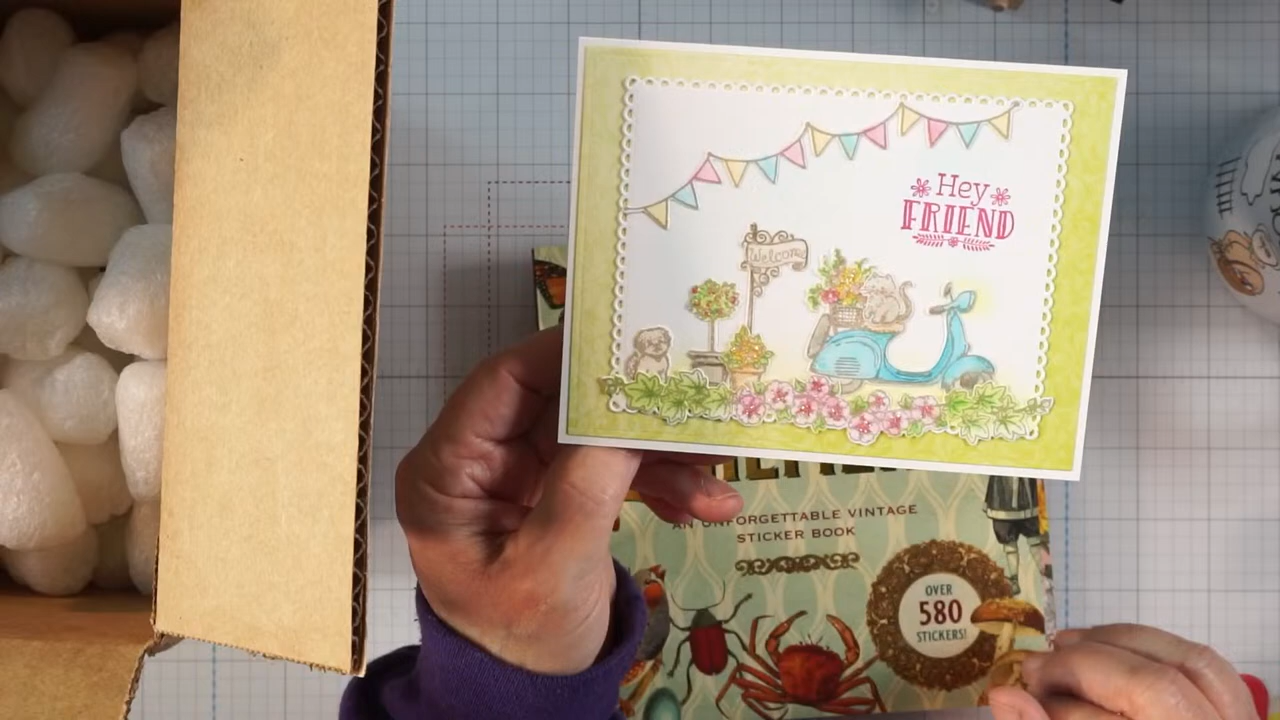 Hey
FRIEND
Welcome
AN UNFORGETTABLE VINTAGE
STICKER BOOK
OVER
580
STICKERS!